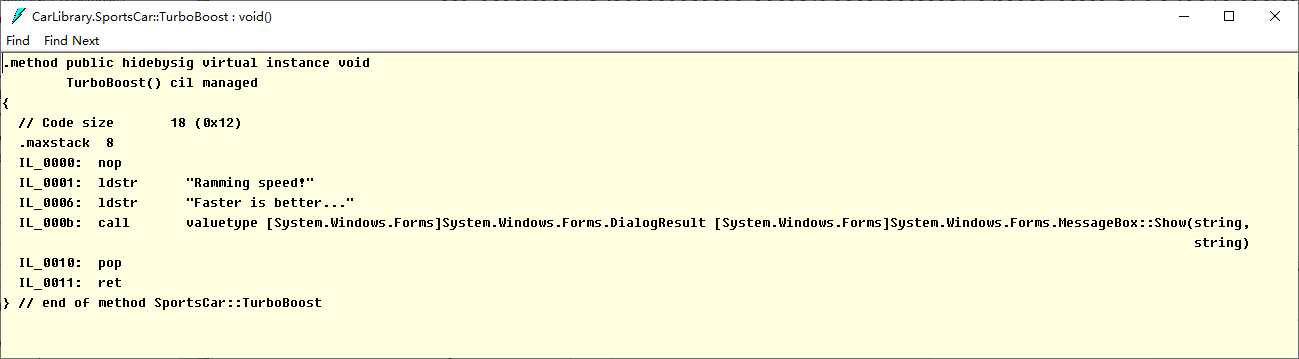 CarLibrary.SportsCar::TurboBoost : void()
Find Find Next
.method public hidebysig virtual instance void
        TurboBoost() cil managed
{
  // Code size       18 (0x12)
  .maxstack  8
  IL_0000:  nop
  IL_0001:  ldstr      "Ramming speed!"
  IL_0006:  ldstr      "Faster is better..."
  IL_000b:  call       valuetype [System.Windows.Forms]System.Windows.Forms.DialogResult [System.Windows.Forms]System.Windows.Forms.MessageBox::Show(string,
                                                                                                                                                     string)
  IL_0010:  pop
  IL_0011:  ret
} // end of method SportsCar::TurboBoost